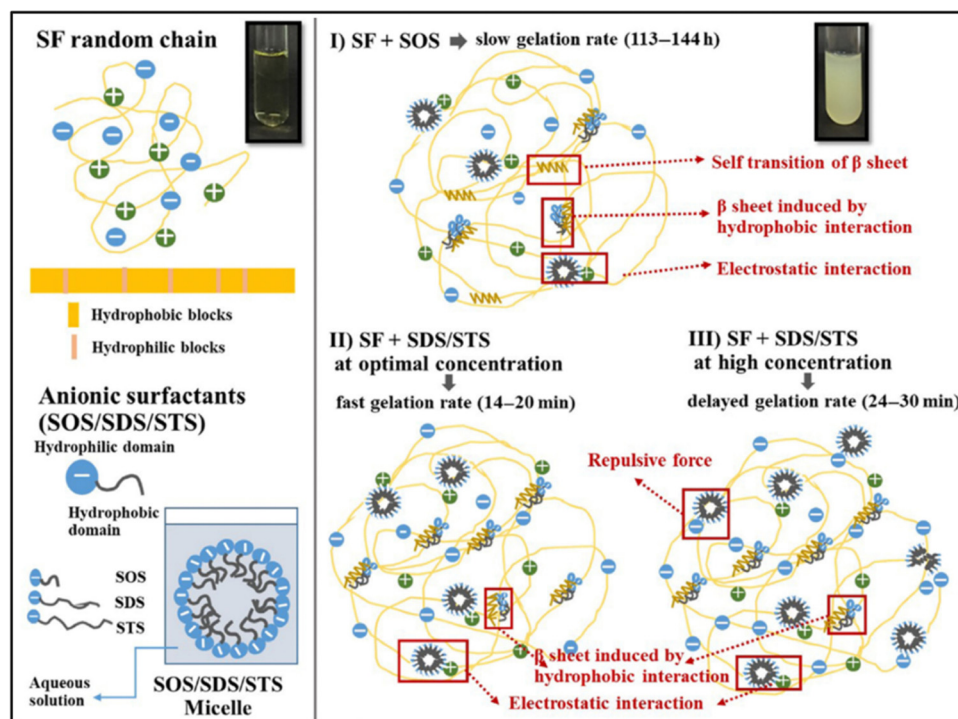 SF random chain
Hydrophobic blocks
Hydrophilic blocks
Anionic surfactants
(SOS/SDS/STS)
Hydrophilic domain
Hydrophobic
domain
SOS
SDS
STS
Aqueous
solution
SOS/SDS/STS
Micelle
I) SF + SOS slow gelation rate (113–144 h)
Self transition of β sheet
β sheet induced by
hydrophobic interaction
Electrostatic interaction
II) SF + SDS/STS
at optimal concentration
fast gelation rate (14–20 min)
III) SF + SDS/STS
at high concentration
delayed gelation rate (24–30 min)
Repulsive force
β sheet induced by
hydrophobic interaction
Electrostatic interaction